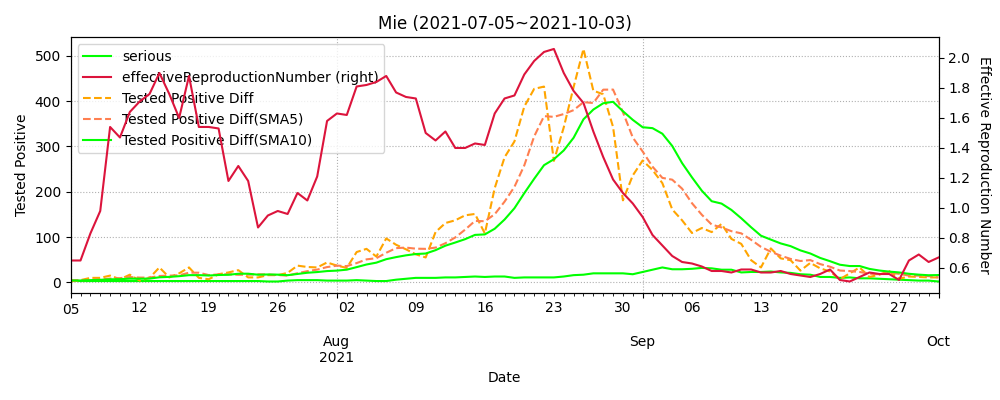 Mie (2021-07-05~2021-10-03)
serious
effectiveReproductionNumber (right)
Tested Positive Diff
Tested Positive Diff(SMA5)
Tested Positive Diff(SMA10)
Tested Positive
500
400
300
200
100
0
2.0
1.8
1.6
1.4
1.2
1.0
0.8
0.6
Effective Reproduction Number
05 12 19 26 02 09 16 23 30 06 13 20 27
Aug Sep Oct
2021
Date